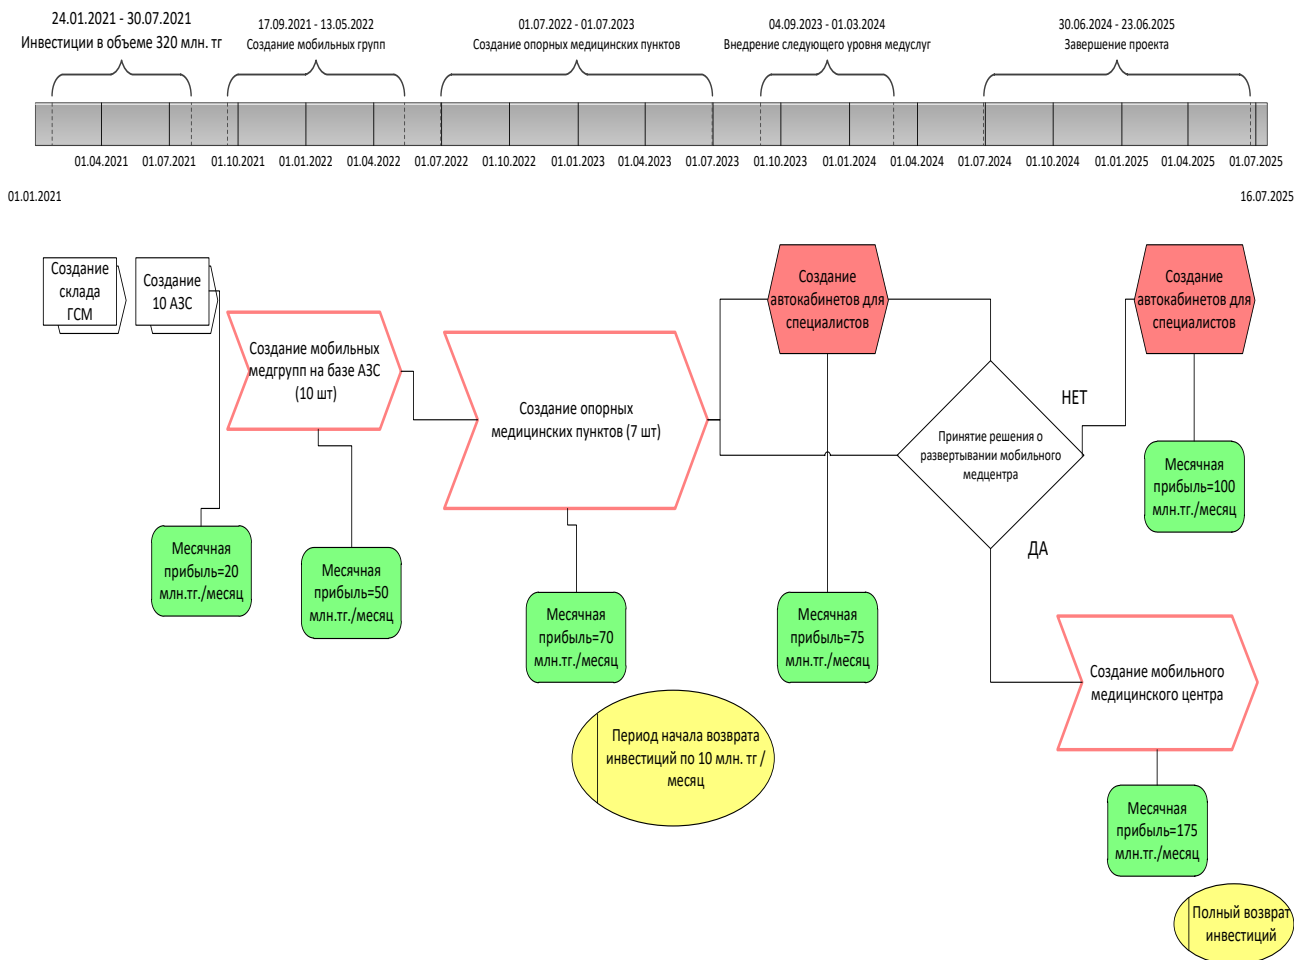 24.01.2021 - 30.07.2021
Инвестиции в объеме 320 млн. тг
17.09.2021 - 13.05.2022
Создание мобильных групп
01.07.2022 - 01.07.2023
Создание опорных медицинских пунктов
04.09.2023 - 01.03.2024
Внедрение следующего уровня медуслуг
30.06.2024 - 23.06.2025
Завершение проекта
01.04.2021
01.07.2021
01.10.2021
01.01.2022
01.04.2022
01.07.2022
01.10.2022
01.01.2023
01.04.2023
01.07.2023
01.10.2023
01.01.2024
01.04.2024
01.07.2024
01.10.2024
01.01.2025
01.04.2025
01.07.2025
01.01.2021
16.07.2025
Создание
склада
ГСМ
Создание
10 АЗС
Создание мобильных
медгрупп на базе АЗС
(10 шт)
Создание опорных
медицинских пунктов (7 шт)
Создание
автокабинетов для
специалистов
Принятие решения о
развертывании мобильного
медцентра
НЕТ
ДА
Создание
автокабинетов для
специалистов
Месячная
прибыль=100
млн.тг./месяц
Месячная
прибыль=20
млн.тг./месяц
Месячная
прибыль=50
млн.тг./месяц
Месячная
прибыль=70
млн.тг./месяц
Месячная
прибыль=75
млн.тг./месяц
Создание мобильного
медицинского центра
Период начала возврата
инвестиций по 10 млн. тг /
месяц
Месячная
прибыль=175
млн.тг./месяц
Полный возврат
инвестиций